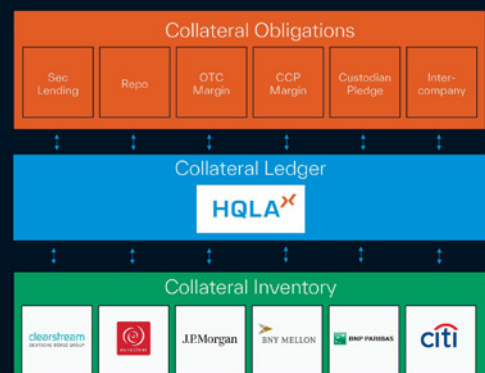 Collateral Obligations
Sec Lending
Repo
OTC Margin
CCP Margin
Custodian Pledge
Inter-company
Collateral Ledger
HQLAX
Collateral Inventory
clearstream
DEUTSCHE BÖRSE GROUP
euroclear
J.P.Morgan
BNY MELLON
BNP PARIBAS
citi